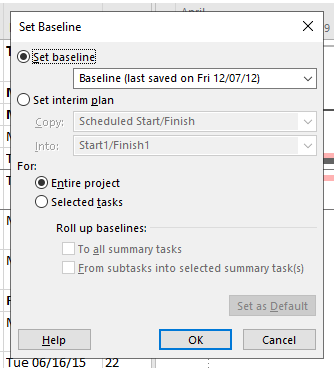 April
Set Baseline
Set baseline
Baseline (last saved on Fri 12/07/12)
Set interim plan
Copy: Scheduled Start/Finish
Into: Start1/Finish1
For:
Entire project
Selected tasks
Roll up baselines:
To all summary tasks
From subtasks into selected summary task(s)
Set as Default
Help OK Cancel
Tue 06/16/15 22